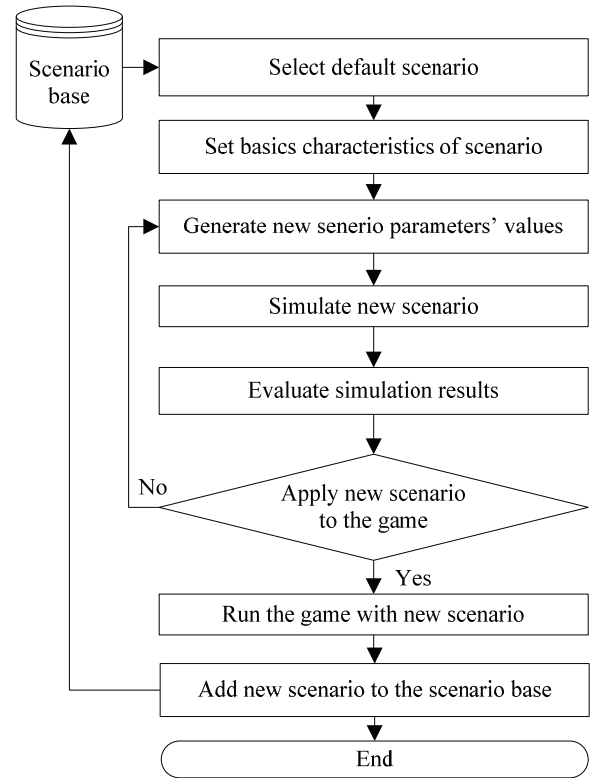 Scenario
base
Select default scenario
Set basics characteristics of scenario
Generate new senerio parameters’ values
Simulate new scenario
Evaluate simulation results
Apply new scenario
to the game
No
Yes
Run the game with new scenario
Add new scenario to the scenario base
End